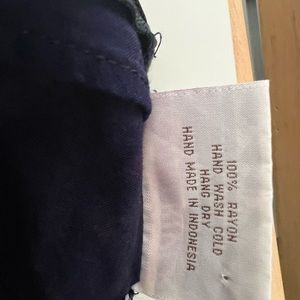 100% RAYON
HAND WASH COLD
HANG DRY
HAND MADE IN INDONESIA